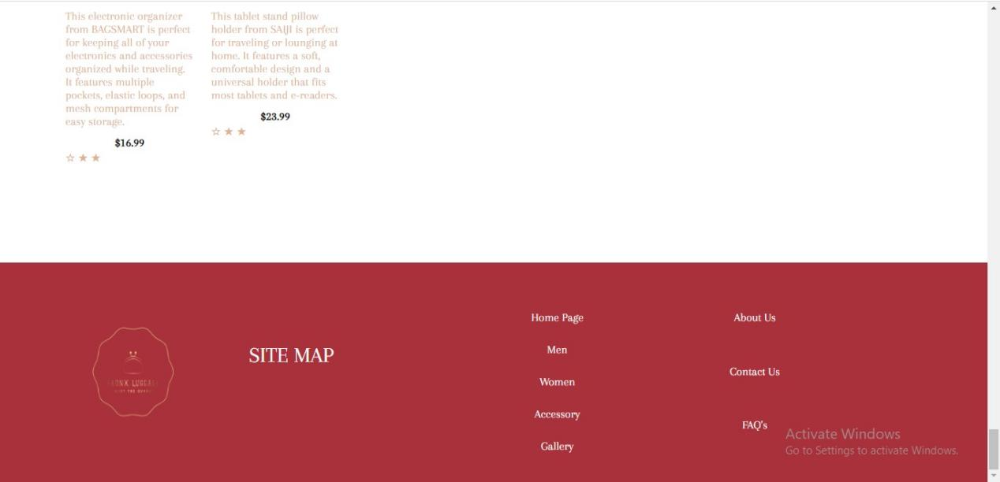 This electronic organizer
from BAGSMART is perfect
for keeping all of your
electronics and accessories
organized while traveling.
It features multiple
pockets, elastic loops, and
mesh compartments for
easy storage.
$16.99
☆ ★ ★
This tablet stand pillow
holder from SAIJI is perfect
for traveling or lounging at
home. It features a soft,
comfortable design and a
universal holder that fits
most tablets and e-readers.
$23.99
☆ ★ ★
SITE MAP
Home Page
Men
Women
Accessory
Gallery
About Us
Contact Us
FAQ's
Activate Windows
Go to Settings to activate Windows.